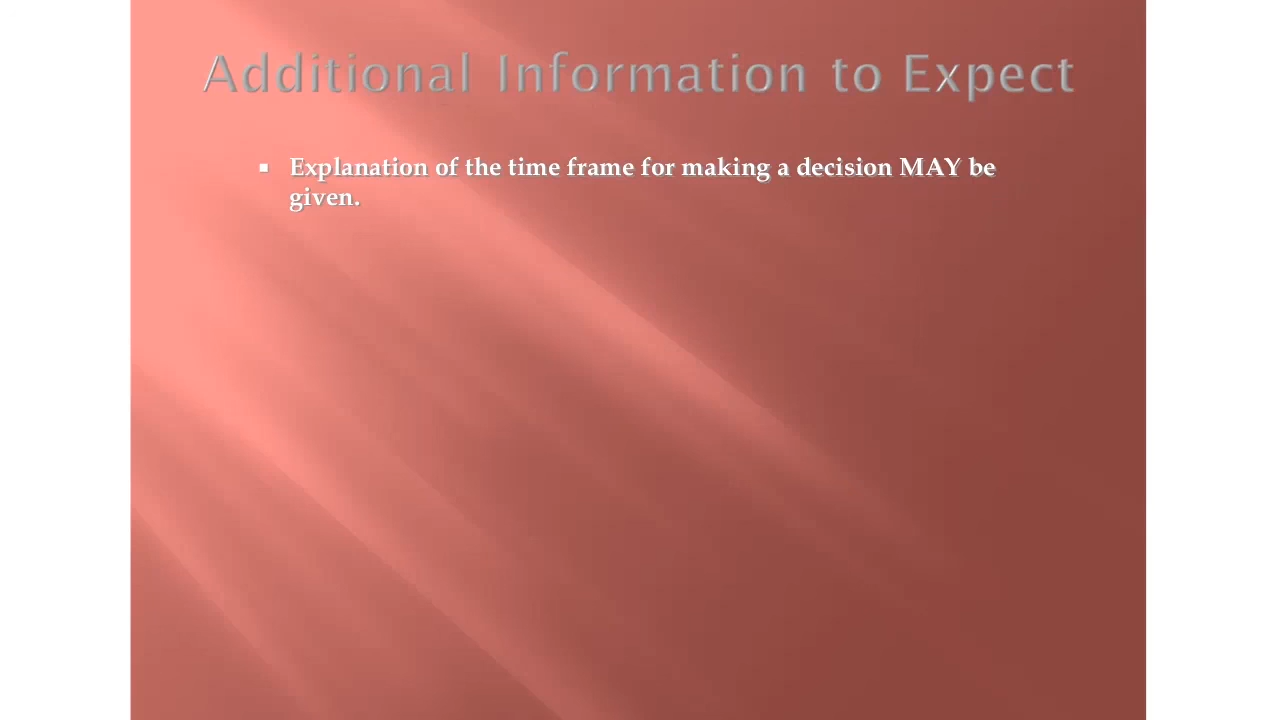 Additional Information to Expect
▪ Explanation of the time frame for making a decision MAY be
given.